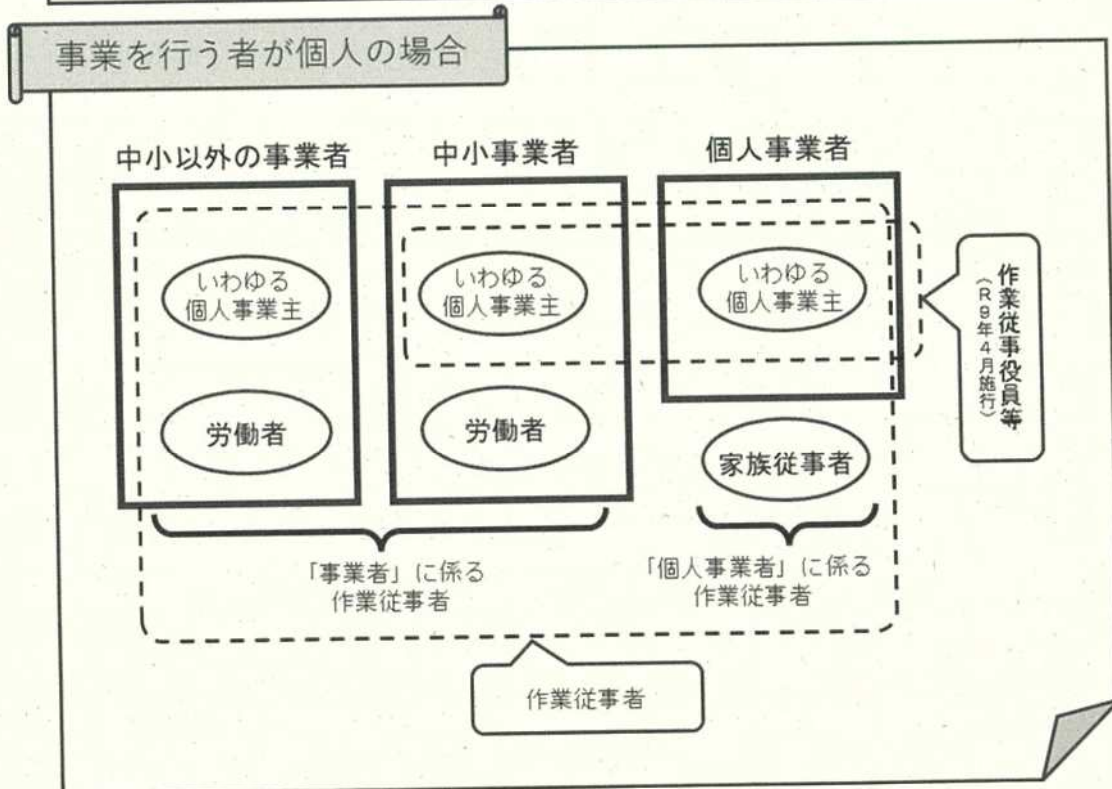 事業を行う者が個人の場合
中小以外の事業者
中小事業者
個人事業者
いわゆる
個人事業主
いわゆる
個人事業主
いわゆる
個人事業主
作業従事役員等
（R9年4月施行）
労働者
労働者
家族従事者
「事業者」に係る
作業従事者
「個人事業者」に係る
作業従事者
作業従事者